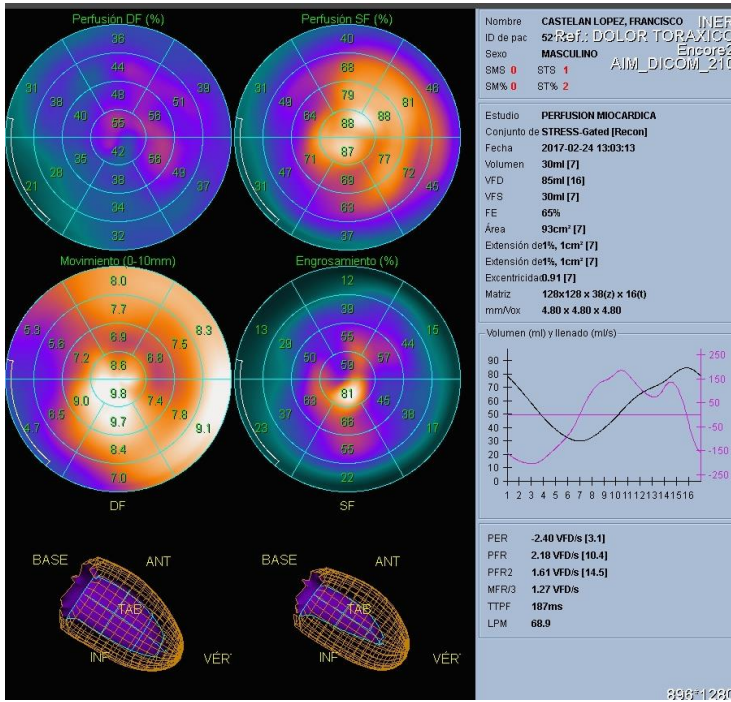 Perfusión DF (%)
36
44
31 48 51 39
38 56
40 55
42 56
35
28 38 49
21 34 37
32
Perfusión SF (%)
40
68
31 79 81 46
49 64 88 88
87 77
71 69 72
47 63 45
31 37
Movimiento (0-10mm)
8.0
7.7
5.3 6.9 8.3
5.6 7.2 6.8 7.5
8.6
9.8
9.0 7.4
6.5 9.7 7.8
4.7 8.4 9.1
7.0
DF
Engrosamiento (%)
12
39
13 55 15
29 50 57 44
59
81
63 45
37 66 38
23 55 17
22
SF
BASE ANT
TAB
INF
BASE ANT
TAB
INF
Nombre CASTELAN LOPEZ, FRANCISCO INER
ID de pac Ref.: DOLOR TORAXICO
Sexo MASCULINO
SMS 0 STS 1
SM% 0 ST% 2
Estudio PERFUSION MIOCARDICA
Conjunto de STRESS-Gated [Recon]
Fecha 2017-02-24 13:03:13
Volumen 30ml [7]
VFD 85ml [16]
VFS 30ml [7]
FE 65%
Área 93cm² [7]
Extensión de 1%, 1cm² [7]
Extensión de 1%, 1cm² [7]
Excentricidad 0.91 [7]
Matriz 128x128 x 38(z) x 16(t)
mm/Vox 4.80 x 4.80 x 4.80
Volumen (ml) y llenado (ml/s)
90
80
70
60
50
40
30
20
10
0
250
150
50
-50
-150
-250
1 2 3 4 5 6 7 8 9 10 11 12 13 14 15 16
PER -2.40 VFD/s [3.1]
PFR 2.18 VFD/s [10.4]
PFR2 1.61 VFD/s [14.5]
MFR/3 1.27 VFD/s
TTPF 187ms
LPM 68.9
896*1280